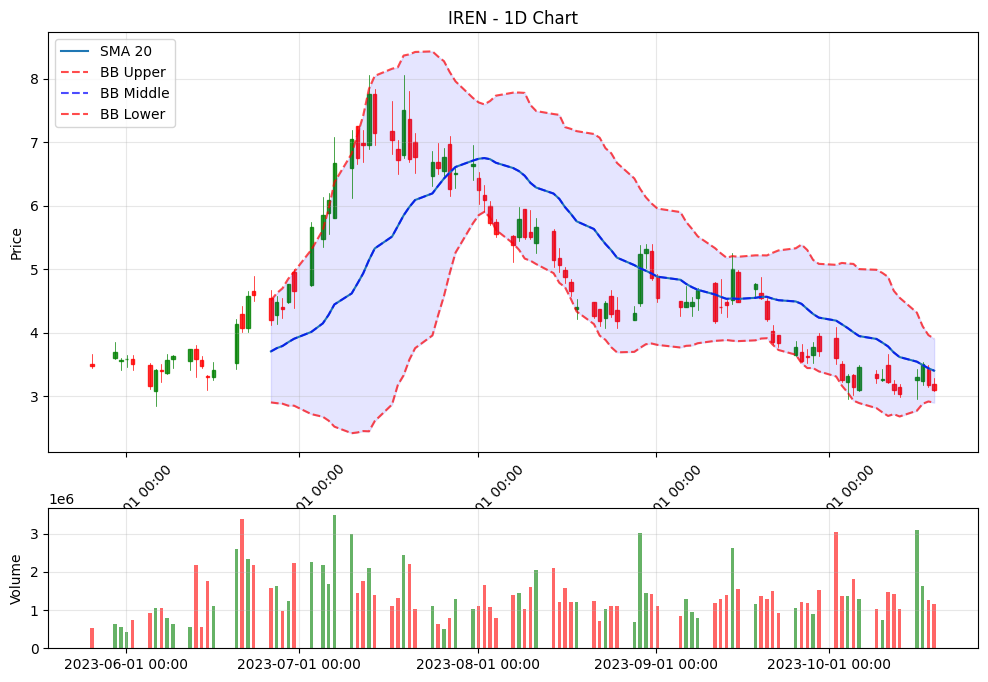 IREN - 1D Chart
SMA 20
BB Upper
BB Middle
BB Lower
Price
8
7
6
5
4
3
01 00:00
01 00:00
01 00:00
01 00:00
01 00:00
1e6
Volume
3
2
1
0
2023-06-01 00:00
2023-07-01 00:00
2023-08-01 00:00
2023-09-01 00:00
2023-10-01 00:00